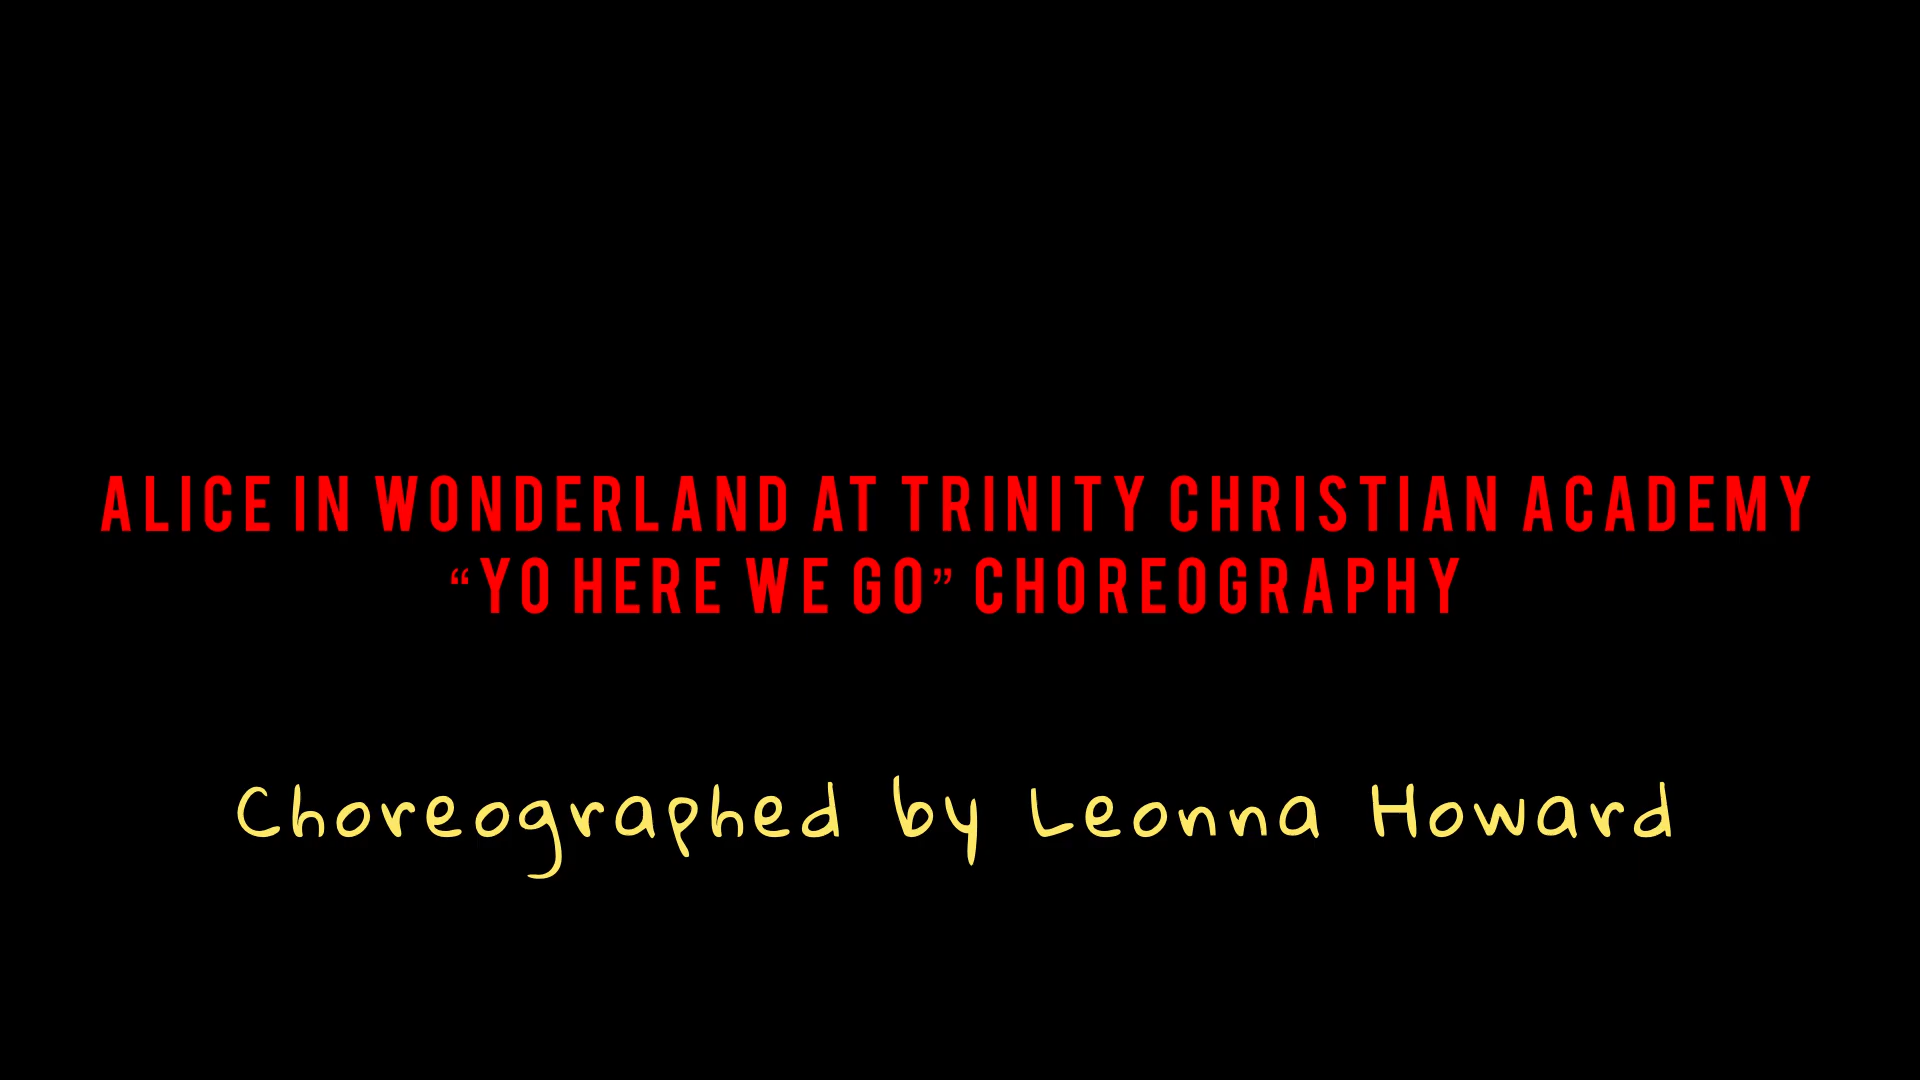 ALICE IN WONDERLAND AT TRINITY CHRISTIAN ACADEMY
“YO HERE WE GO” CHOREOGRAPHY
Choreographed by Leonna Howard